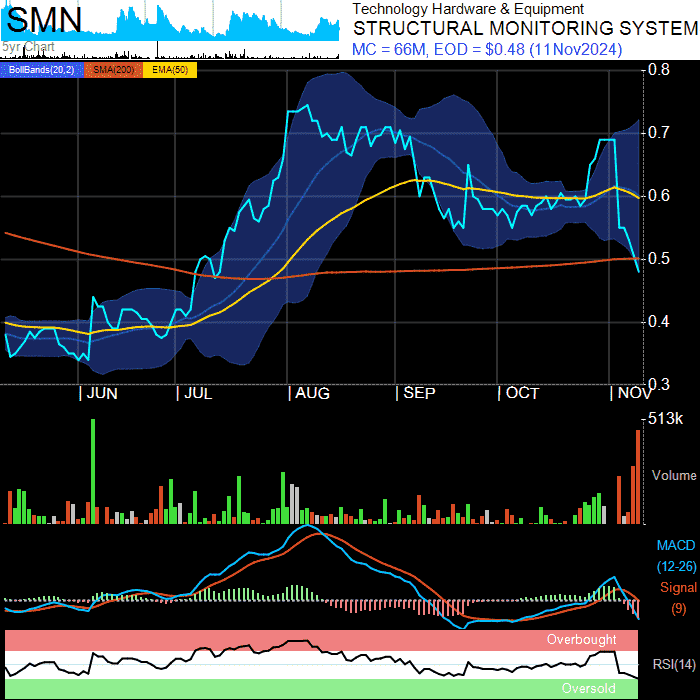 SMN
5yr Chart
Technology Hardware & Equipment
STRUCTURAL MONITORING SYSTEM
MC = 66M, EOD = $0.48 (11Nov2024)
BollBands(20,2) SMA(200) EMA(50)
0.8
0.7
0.6
0.5
0.4
0.3
JUN JUL AUG SEP OCT NOV
513k
Volume
MACD
(12-26)
Signal
(9)
Overbought
RSI(14)
Oversold